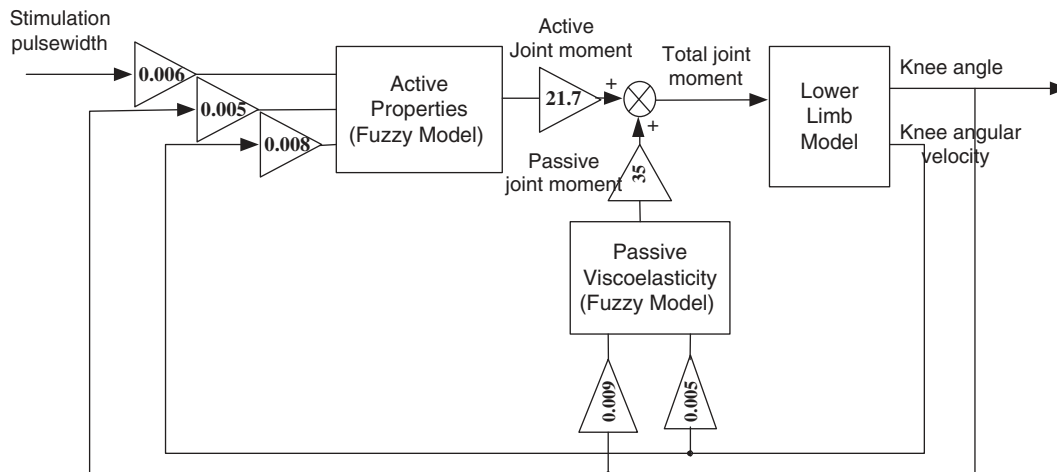 Stimulation
pulsewidth
0.006
0.005
0.008
Active
Properties
(Fuzzy Model)
Active
Joint moment
21.7
+
+
Total joint
moment
Passive
joint moment
35
Lower
Limb
Model
Knee angle
Knee angular
velocity
Passive
Viscoelasticity
(Fuzzy Model)
0.009
0.005